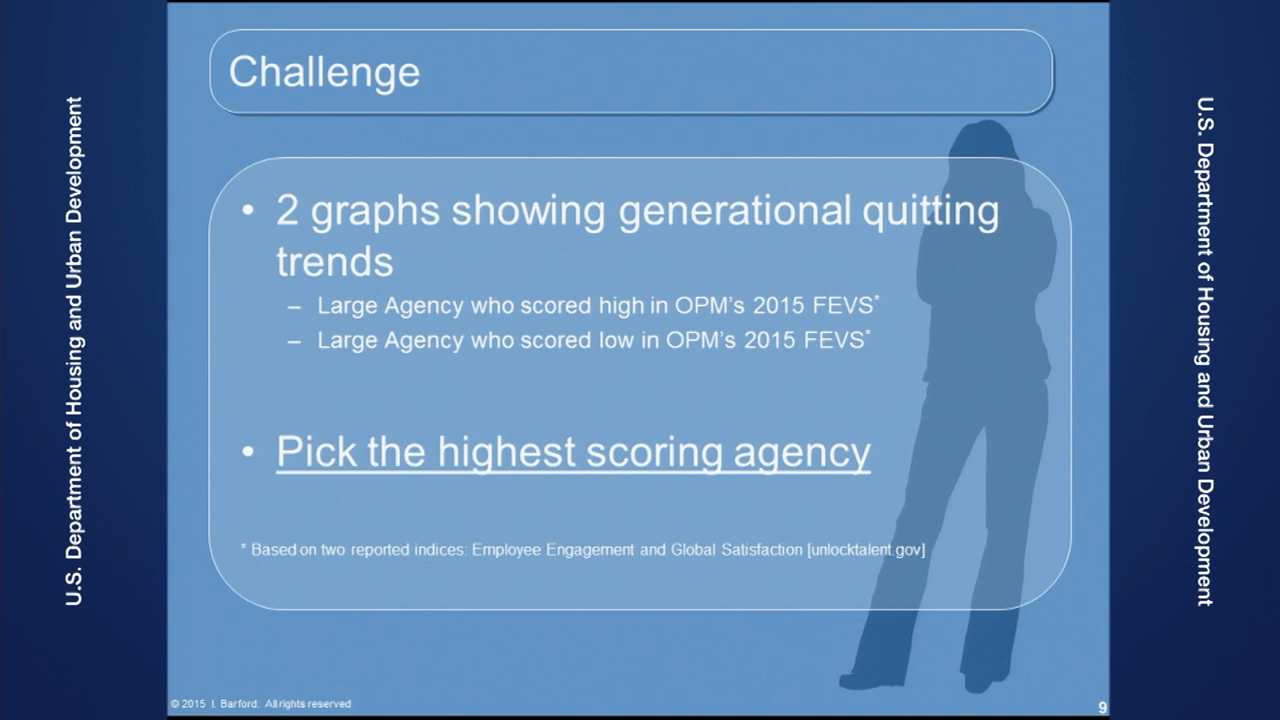 U.S. Department of Housing and Urban Development
Challenge
• 2 graphs showing generational quitting
trends
– Large Agency who scored high in OPM's 2015 FEVS*
– Large Agency who scored low in OPM's 2015 FEVS*
• Pick the highest scoring agency
* Based on two reported indices: Employee Engagement and Global Satisfaction [unlocktalent.gov]
© 2015 I. Barford. All rights reserved
9
U.S. Department of Housing and Urban Development